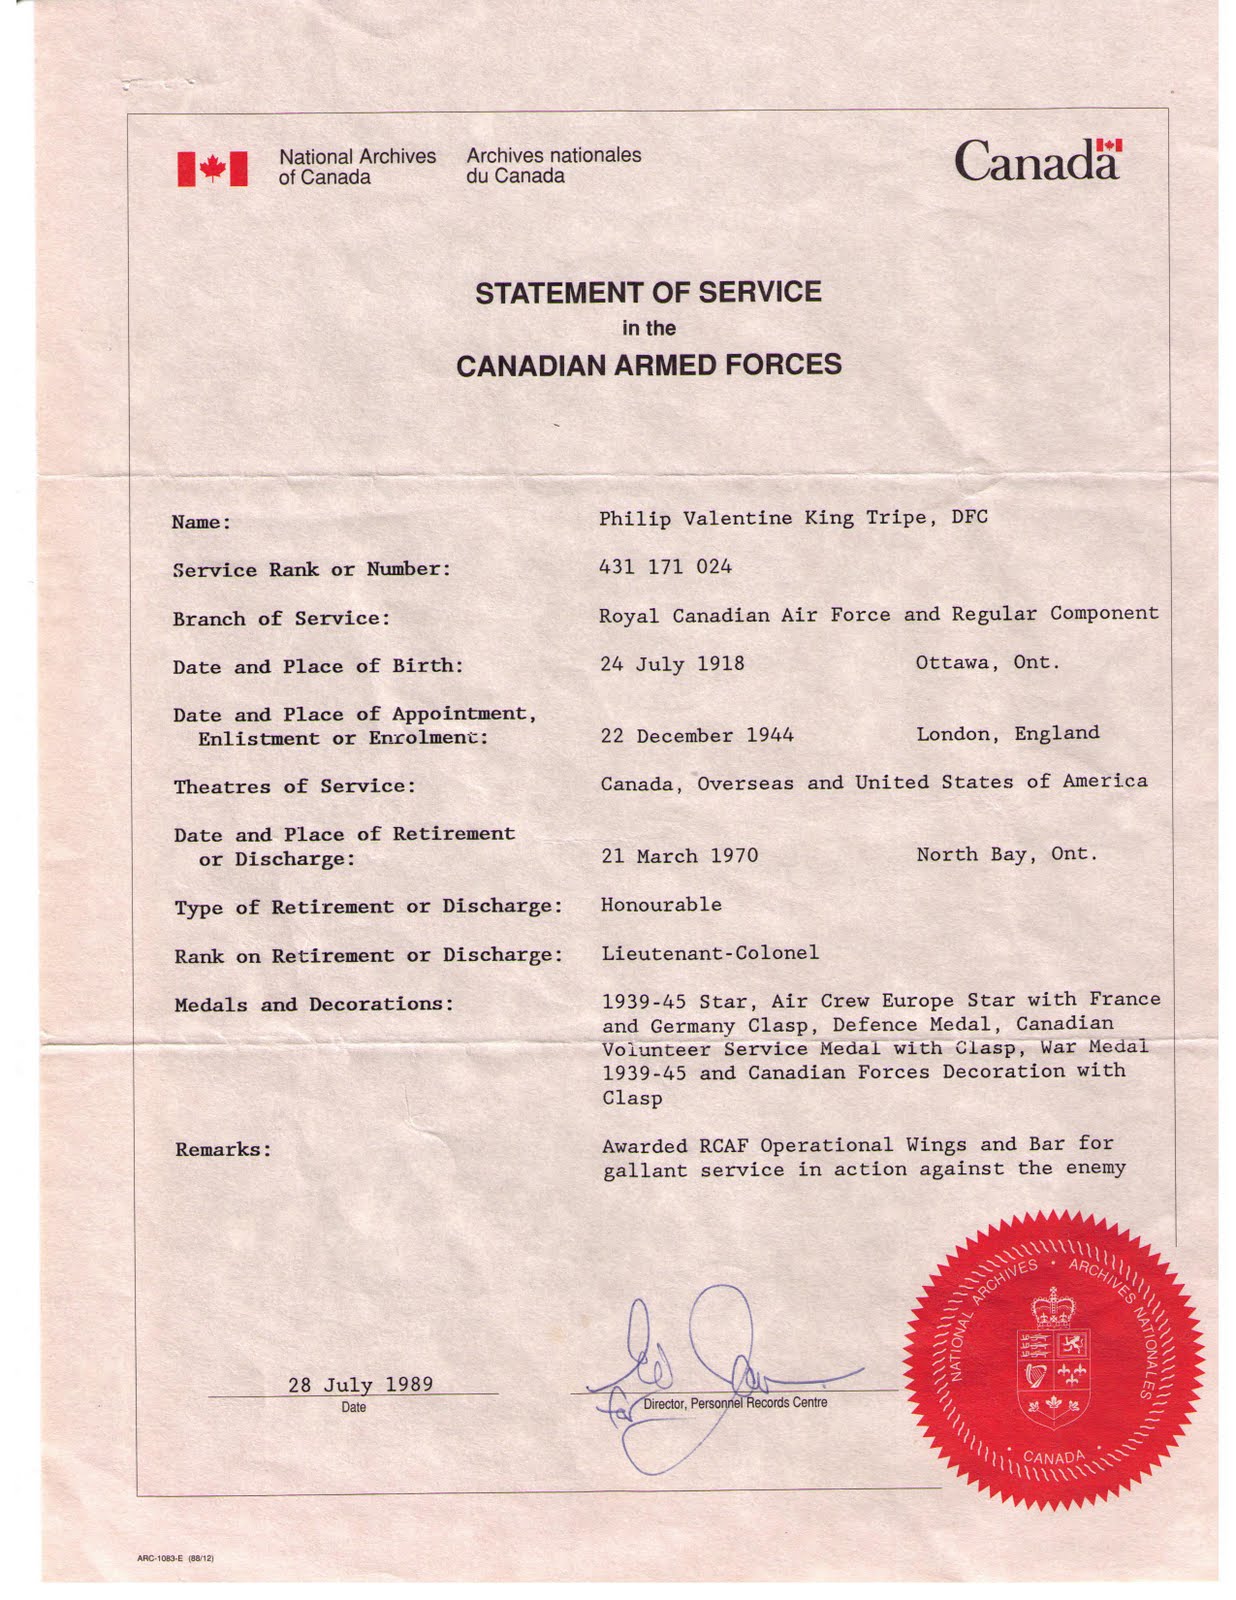 National Archives of Canada
Archives nationales du Canada
Canada
STATEMENT OF SERVICE
in the
CANADIAN ARMED FORCES
Name: Philip Valentine King Tripe, DFC
Service Rank or Number: 431 171 024
Branch of Service: Royal Canadian Air Force and Regular Component
Date and Place of Birth: 24 July 1918 Ottawa, Ont.
Date and Place of Appointment,
Enlistment or Enrolment: 22 December 1944 London, England
Theatres of Service: Canada, Overseas and United States of America
Date and Place of Retirement
or Discharge: 21 March 1970 North Bay, Ont.
Type of Retirement or Discharge: Honourable
Rank on Retirement or Discharge: Lieutenant-Colonel
Medals and Decorations: 1939-45 Star, Air Crew Europe Star with France
and Germany Clasp, Defence Medal, Canadian
Volunteer Service Medal with Clasp, War Medal
1939-45 and Canadian Forces Decoration with
Clasp
Remarks: Awarded RCAF Operational Wings and Bar for
gallant service in action against the enemy
28 July 1989
Date
for Director, Personnel Records Centre
NATIONAL ARCHIVES • ARCHIVES NATIONALES
• CANADA •
ARC-1083-E (88/12)